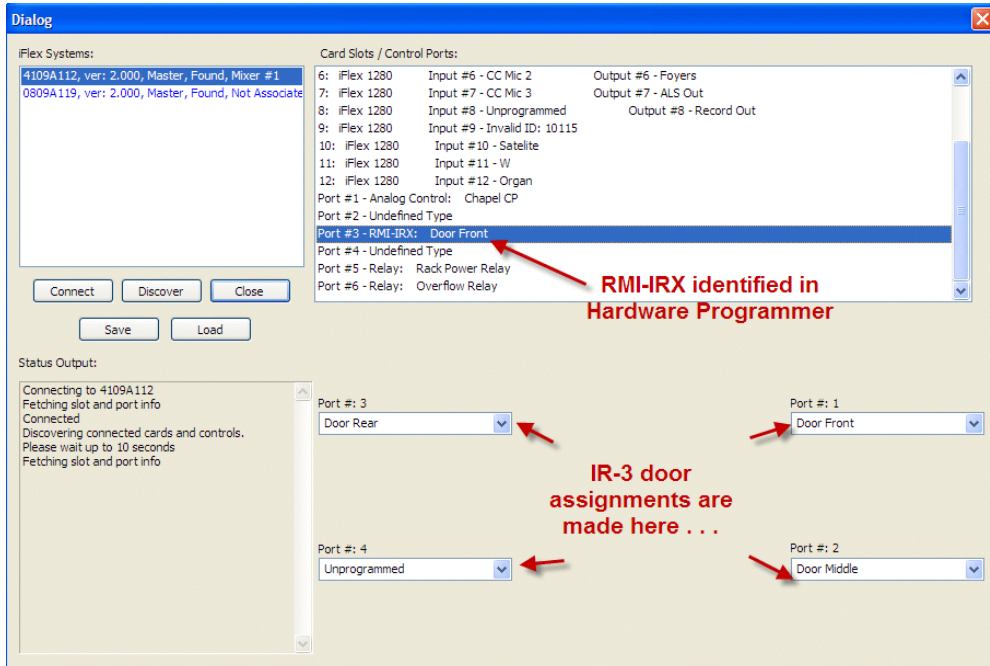 Dialog
iFlex Systems:
4109A112, ver: 2.000, Master, Found, Mixer #1
0809A119, ver: 2.000, Master, Found, Not Associate
Connect Discover Close
Save Load
Card Slots / Control Ports:
6: iFlex 1280 Input #6 - CC Mic 2 Output #6 - Foyers
7: iFlex 1280 Input #7 - CC Mic 3 Output #7 - ALS Out
8: iFlex 1280 Input #8 - Unprogrammed Output #8 - Record Out
9: iFlex 1280 Input #9 - Invalid ID: 10115
10: iFlex 1280 Input #10 - Satelite
11: iFlex 1280 Input #11 - W
12: iFlex 1280 Input #12 - Organ
Port #1 - Analog Control: Chapel CP
Port #2 - Undefined Type
Port #3 - RMI-IRX: Door Front
Port #4 - Undefined Type
Port #5 - Relay: Rack Power Relay
Port #6 - Relay: Overflow Relay
RMI-IRX identified in
Hardware Programmer
Status Output:
Connecting to 4109A112
Fetching slot and port info
Connected
Discovering connected cards and controls.
Please wait up to 10 seconds
Fetching slot and port info
Port #: 3
Door Rear
Port #: 1
Door Front
IR-3 door
assignments are
made here . . .
Port #: 4
Unprogrammed
Port #: 2
Door Middle